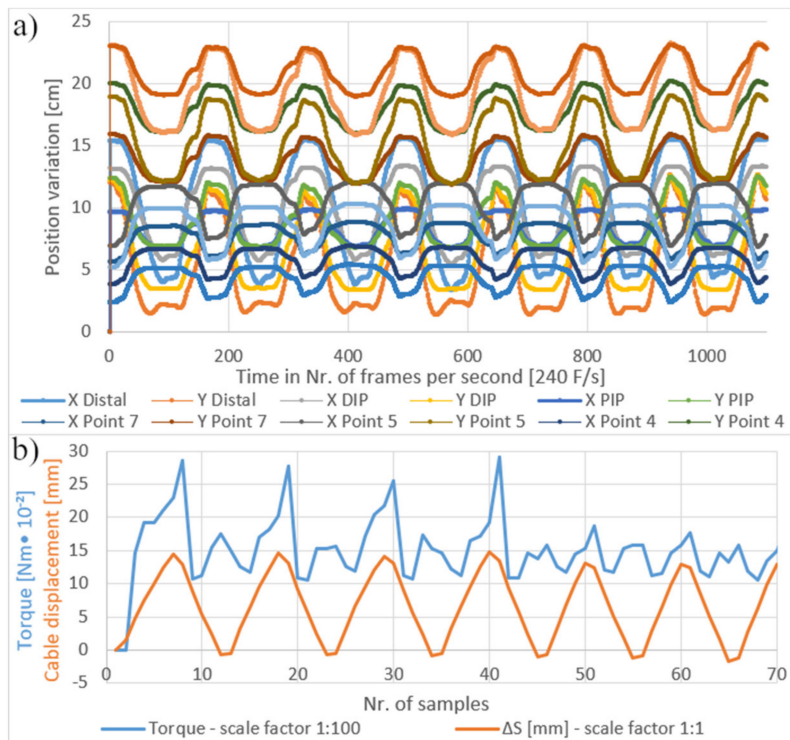 a)
25
20
15
10
5
0
Position variation [cm]
0 200 400 600 800 1000
Time in Nr. of frames per second [240 F/s]
X Distal Y Distal X DIP Y DIP X PIP Y PIP
X Point 7 Y Point 7 X Point 5 Y Point 5 X Point 4 Y Point 4
b)
30
25
20
15
10
5
0
-5
Torque [Nm• 10⁻²]
Cable displacement [mm]
0 10 20 30 40 50 60 70
Nr. of samples
Torque - scale factor 1:100 ΔS [mm] - scale factor 1:1